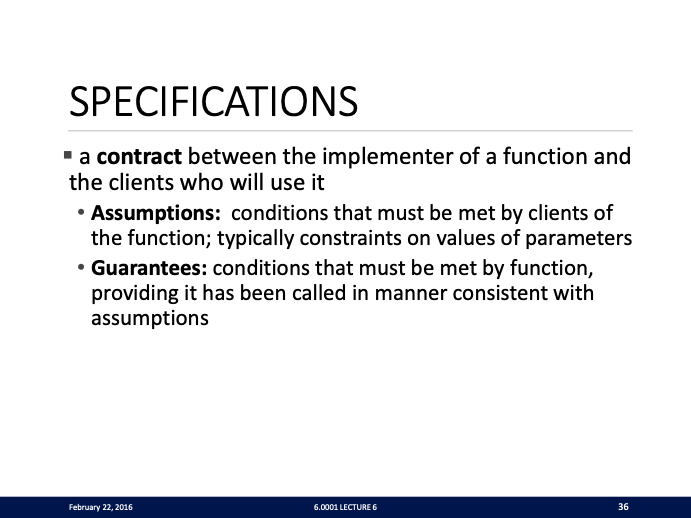 SPECIFICATIONS
▪ a contract between the implementer of a function and
the clients who will use it
• Assumptions: conditions that must be met by clients of
the function; typically constraints on values of parameters
• Guarantees: conditions that must be met by function,
providing it has been called in manner consistent with
assumptions
February 22, 2016
6.0001 LECTURE 6
36